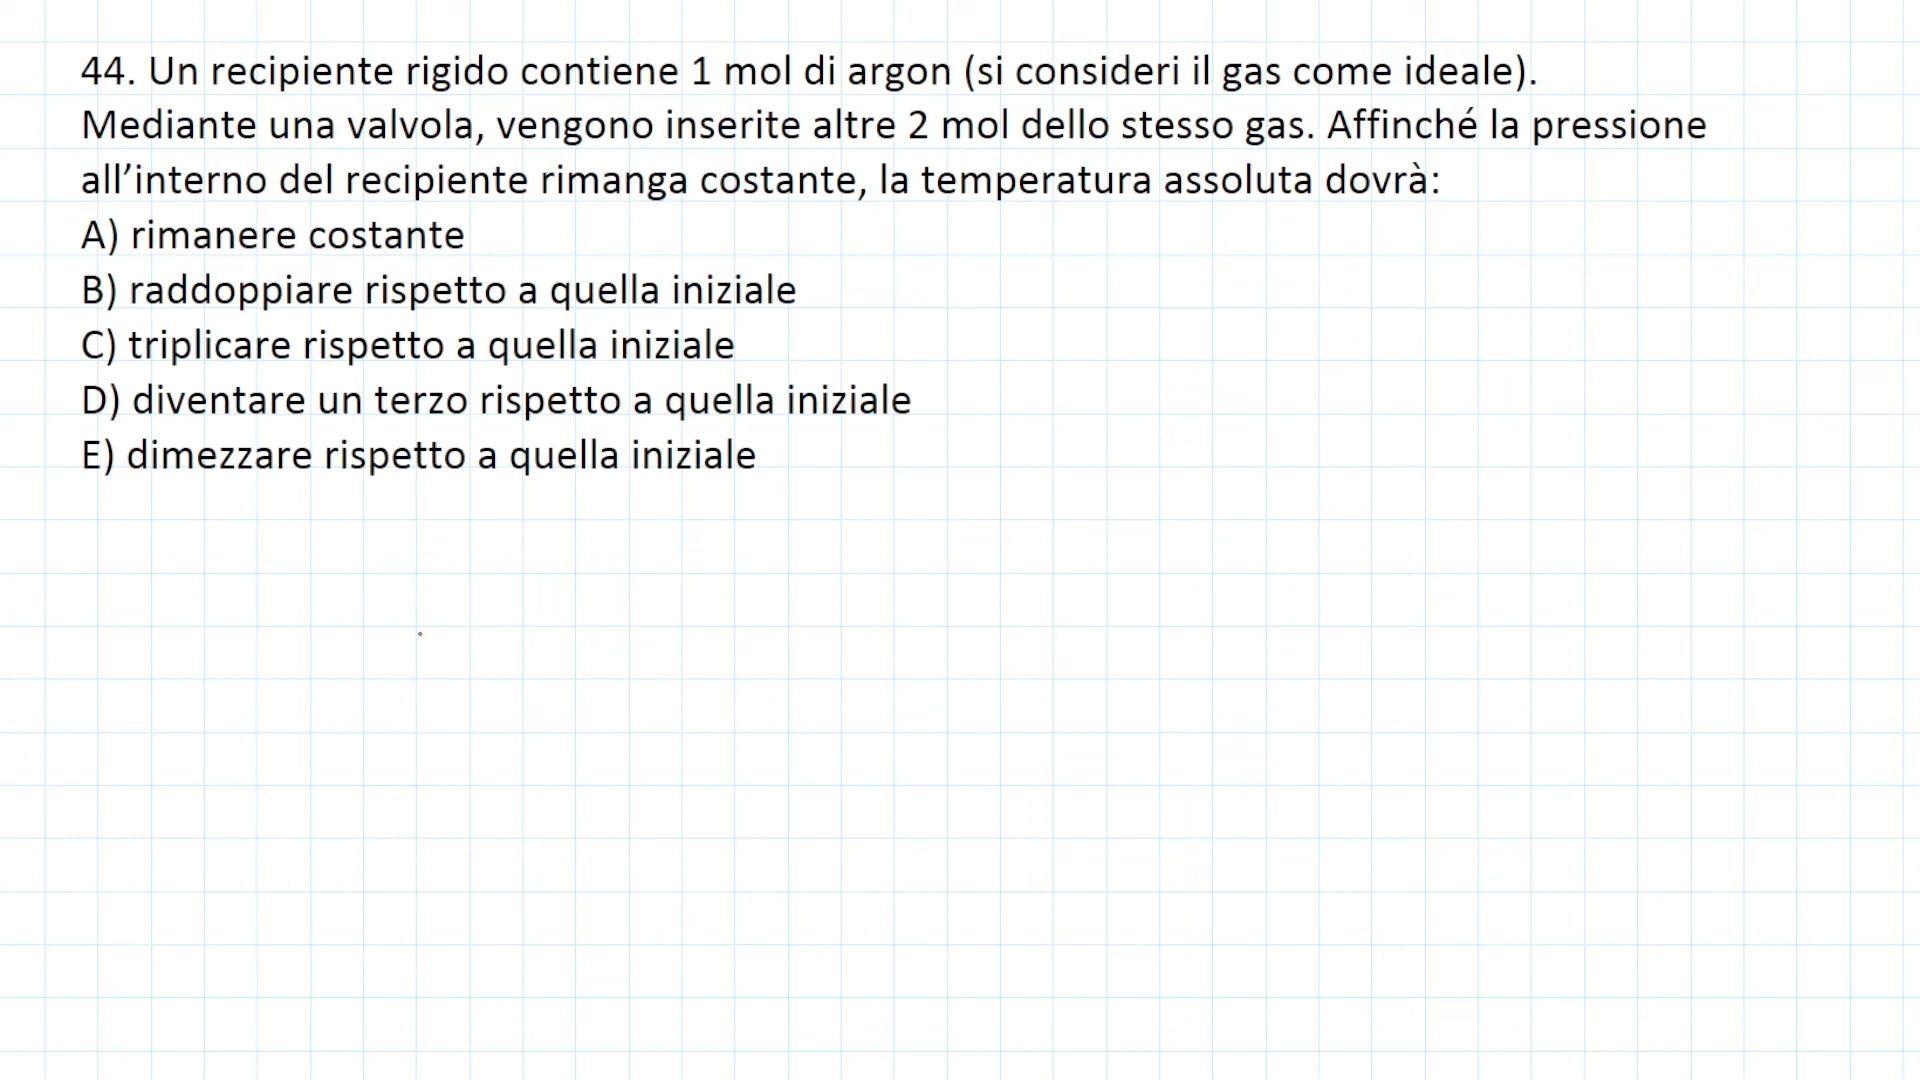 44. Un recipiente rigido contiene 1 mol di argon (si consideri il gas come ideale).
Mediante una valvola, vengono inserite altre 2 mol dello stesso gas. Affinché la pressione
all’interno del recipiente rimanga costante, la temperatura assoluta dovrà:
A) rimanere costante
B) raddoppiare rispetto a quella iniziale
C) triplicare rispetto a quella iniziale
D) diventare un terzo rispetto a quella iniziale
E) dimezzare rispetto a quella iniziale